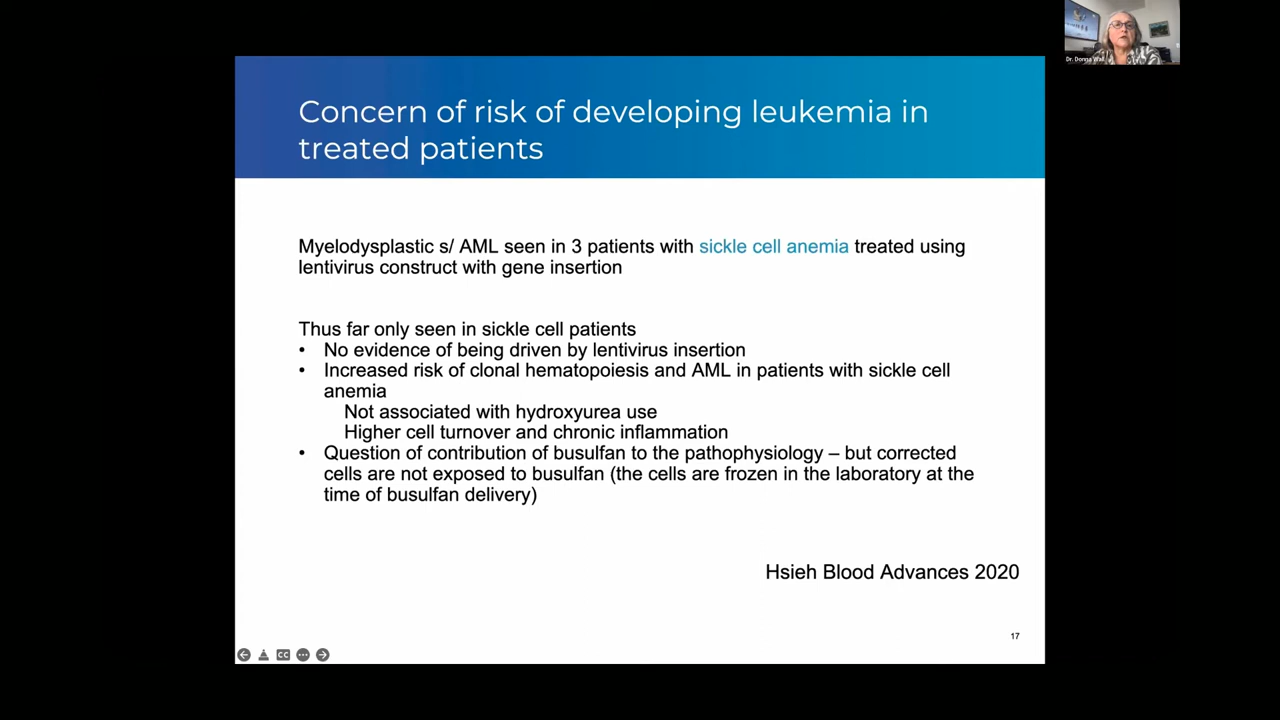 Dr. Donna Wall
Concern of risk of developing leukemia in
treated patients
Myelodysplastic s/ AML seen in 3 patients with sickle cell anemia treated using
lentivirus construct with gene insertion
Thus far only seen in sickle cell patients
• No evidence of being driven by lentivirus insertion
• Increased risk of clonal hematopoiesis and AML in patients with sickle cell
anemia
Not associated with hydroxyurea use
Higher cell turnover and chronic inflammation
• Question of contribution of busulfan to the pathophysiology – but corrected
cells are not exposed to busulfan (the cells are frozen in the laboratory at the
time of busulfan delivery)
Hsieh Blood Advances 2020
17
CC